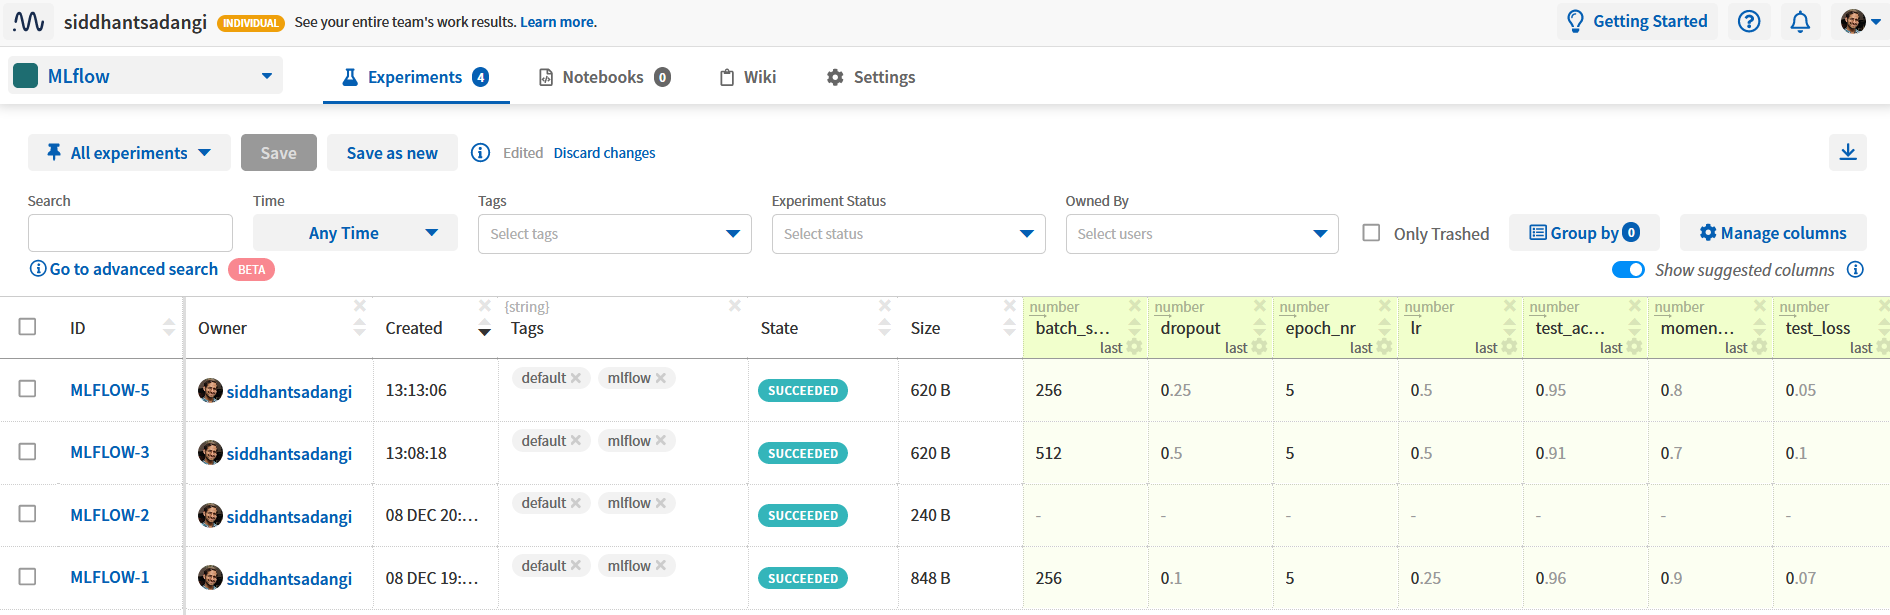 siddhantsadangi INDIVIDUAL See your entire team's work results. Learn more. Getting Started
MLflow Experiments 4 Notebooks 0 Wiki Settings
All experiments Save Save as new Edited Discard changes
Search Time Tags Experiment Status Owned By
Any Time Select tags Select status Select users Only Trashed Group by 0 Manage columns
Go to advanced search BETA Show suggested columns
{string} number number number number number number number
ID Owner Created Tags State Size batch_s... dropout epoch_nr lr test_ac... momen... test_loss
last last last last last last last
MLFLOW-5 siddhantsadangi 13:13:06 default mlflow SUCCEEDED 620 B 256 0.25 5 0.5 0.95 0.8 0.05
MLFLOW-3 siddhantsadangi 13:08:18 default mlflow SUCCEEDED 620 B 512 0.5 5 0.5 0.91 0.7 0.1
MLFLOW-2 siddhantsadangi 08 DEC 20:... default mlflow SUCCEEDED 240 B - - - - - - -
MLFLOW-1 siddhantsadangi 08 DEC 19:... default mlflow SUCCEEDED 848 B 256 0.1 5 0.25 0.96 0.9 0.07